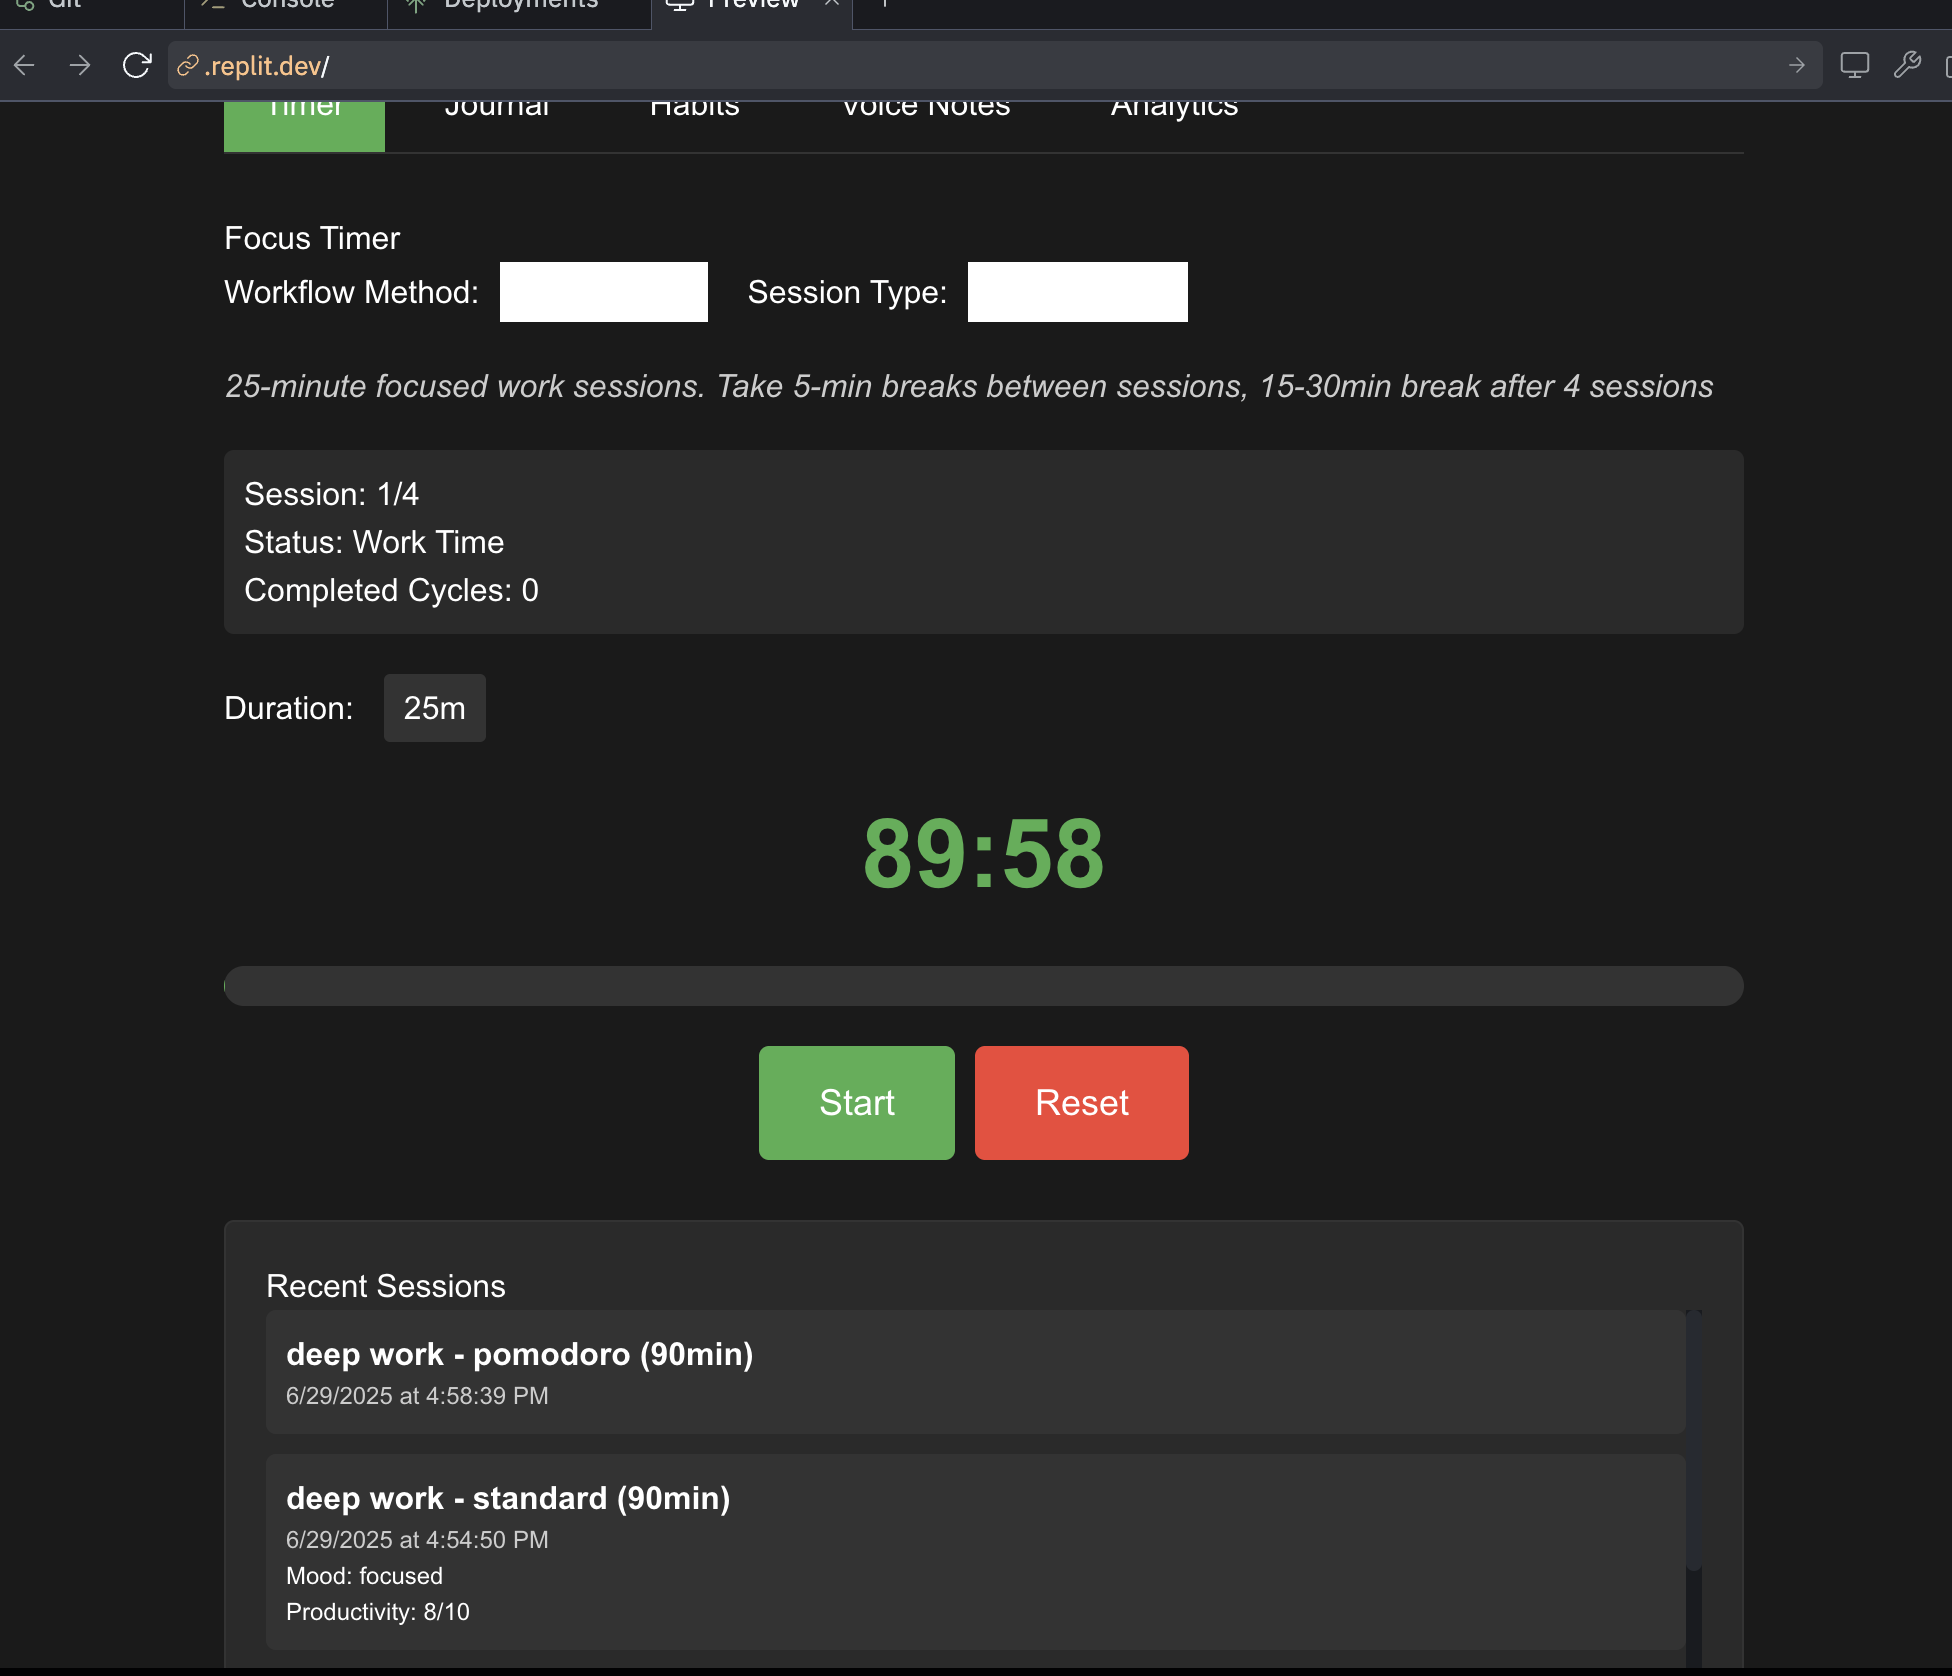 Git Console Deployments Preview
.replit.dev/
Timer Journal Habits Voice Notes Analytics
Focus Timer
Workflow Method: Session Type:
25-minute focused work sessions. Take 5-min breaks between sessions, 15-30min break after 4 sessions
Session: 1/4
Status: Work Time
Completed Cycles: 0
Duration: 25m
89:58
Start Reset
Recent Sessions
deep work - pomodoro (90min)
6/29/2025 at 4:58:39 PM
deep work - standard (90min)
6/29/2025 at 4:54:50 PM
Mood: focused
Productivity: 8/10